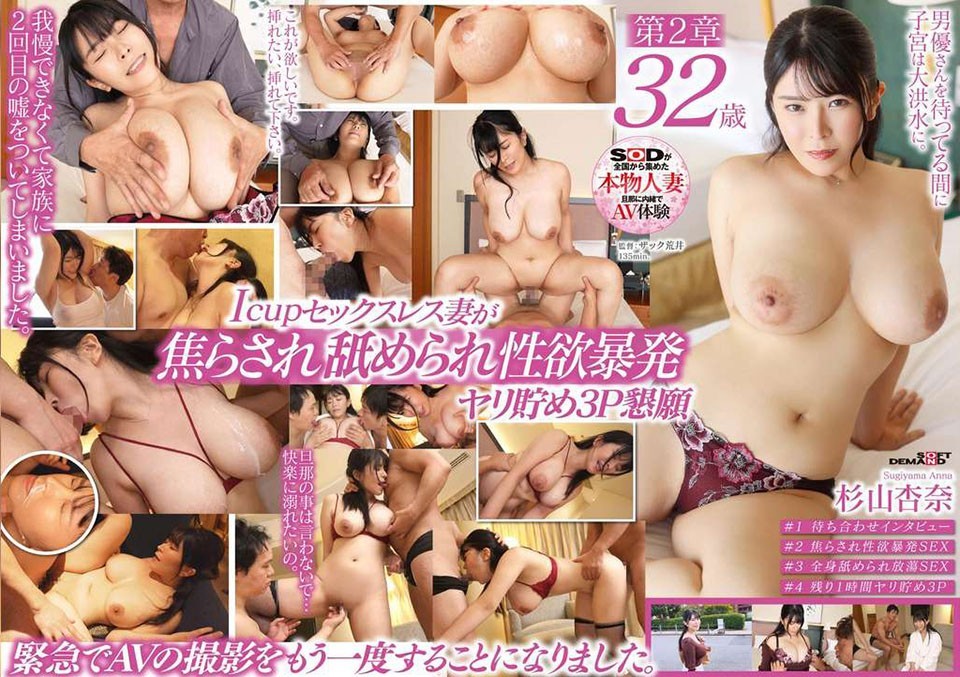 我慢できなくて家族に
2回目の嘘をついてしまいました。
これが欲しいです。
挿れたい、挿れて下さい。
第2章
32歳
SODが
全国から集めた
本物人妻
旦那に内緒で
AV体験
監督：ザック荒井
135min.
男優さんを待ってる間に
子宮は大洪水に。
Icupセックスレス妻が
焦らされ舐められ性欲暴発
ヤリ貯め3P懇願
旦那の事は言わないで…
快楽に溺れたいの。
SOFT
DEMAND
Sugiyama Anna
杉山杏奈
#1 待ち合わせインタビュー
#2 焦らされ性欲暴発SEX
#3 全身舐められ放蕩SEX
#4 残り1時間ヤリ貯め3P
緊急でAVの撮影をもう一度することになりました。